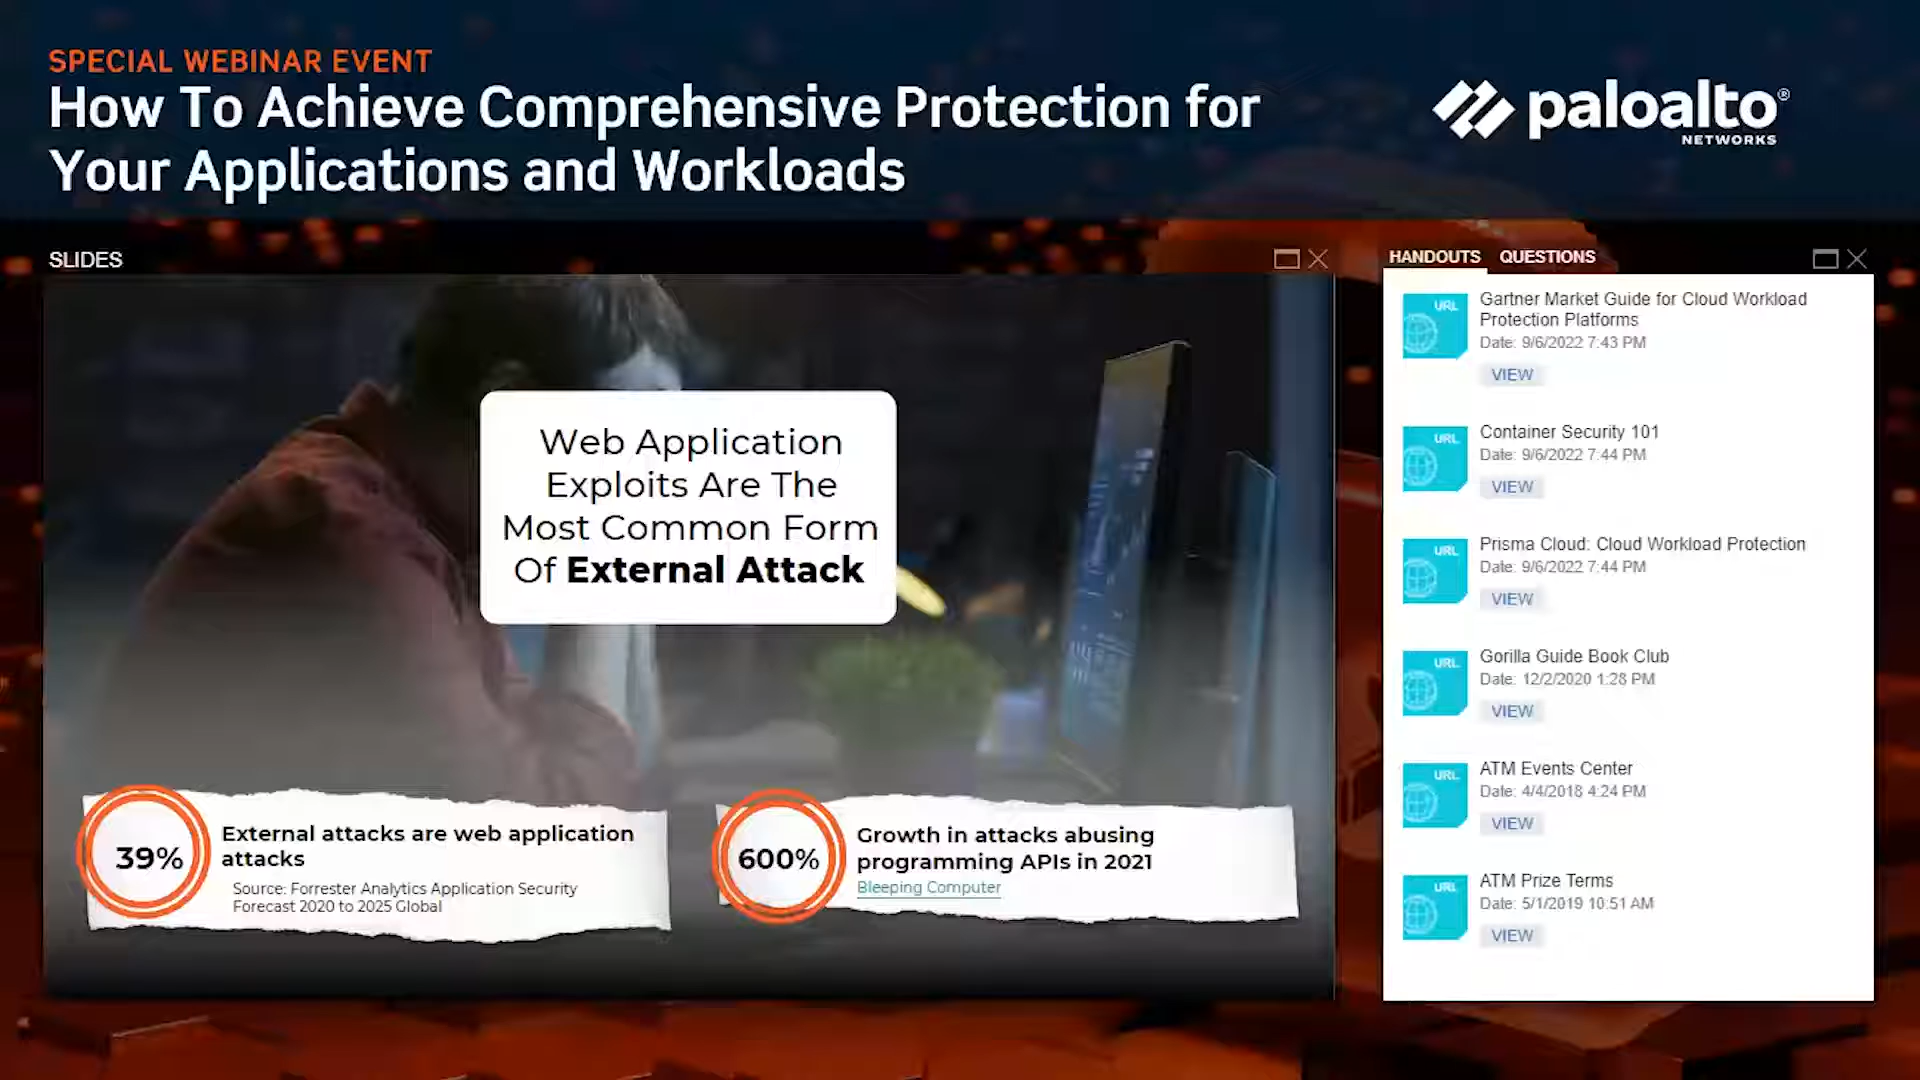 SPECIAL WEBINAR EVENT
How To Achieve Comprehensive Protection for
Your Applications and Workloads
paloalto®
NETWORKS
SLIDES
Web Application
Exploits Are The
Most Common Form
Of External Attack
39%
External attacks are web application
attacks
Source: Forrester Analytics Application Security
Forecast 2020 to 2025 Global
600%
Growth in attacks abusing
programming APIs in 2021
Bleeping Computer
HANDOUTS QUESTIONS
URL
Gartner Market Guide for Cloud Workload
Protection Platforms
Date: 9/6/2022 7:43 PM
VIEW
URL
Container Security 101
Date: 9/6/2022 7:44 PM
VIEW
URL
Prisma Cloud: Cloud Workload Protection
Date: 9/6/2022 7:44 PM
VIEW
URL
Gorilla Guide Book Club
Date: 12/2/2020 1:28 PM
VIEW
URL
ATM Events Center
Date: 4/4/2018 4:24 PM
VIEW
URL
ATM Prize Terms
Date: 5/1/2019 10:51 AM
VIEW